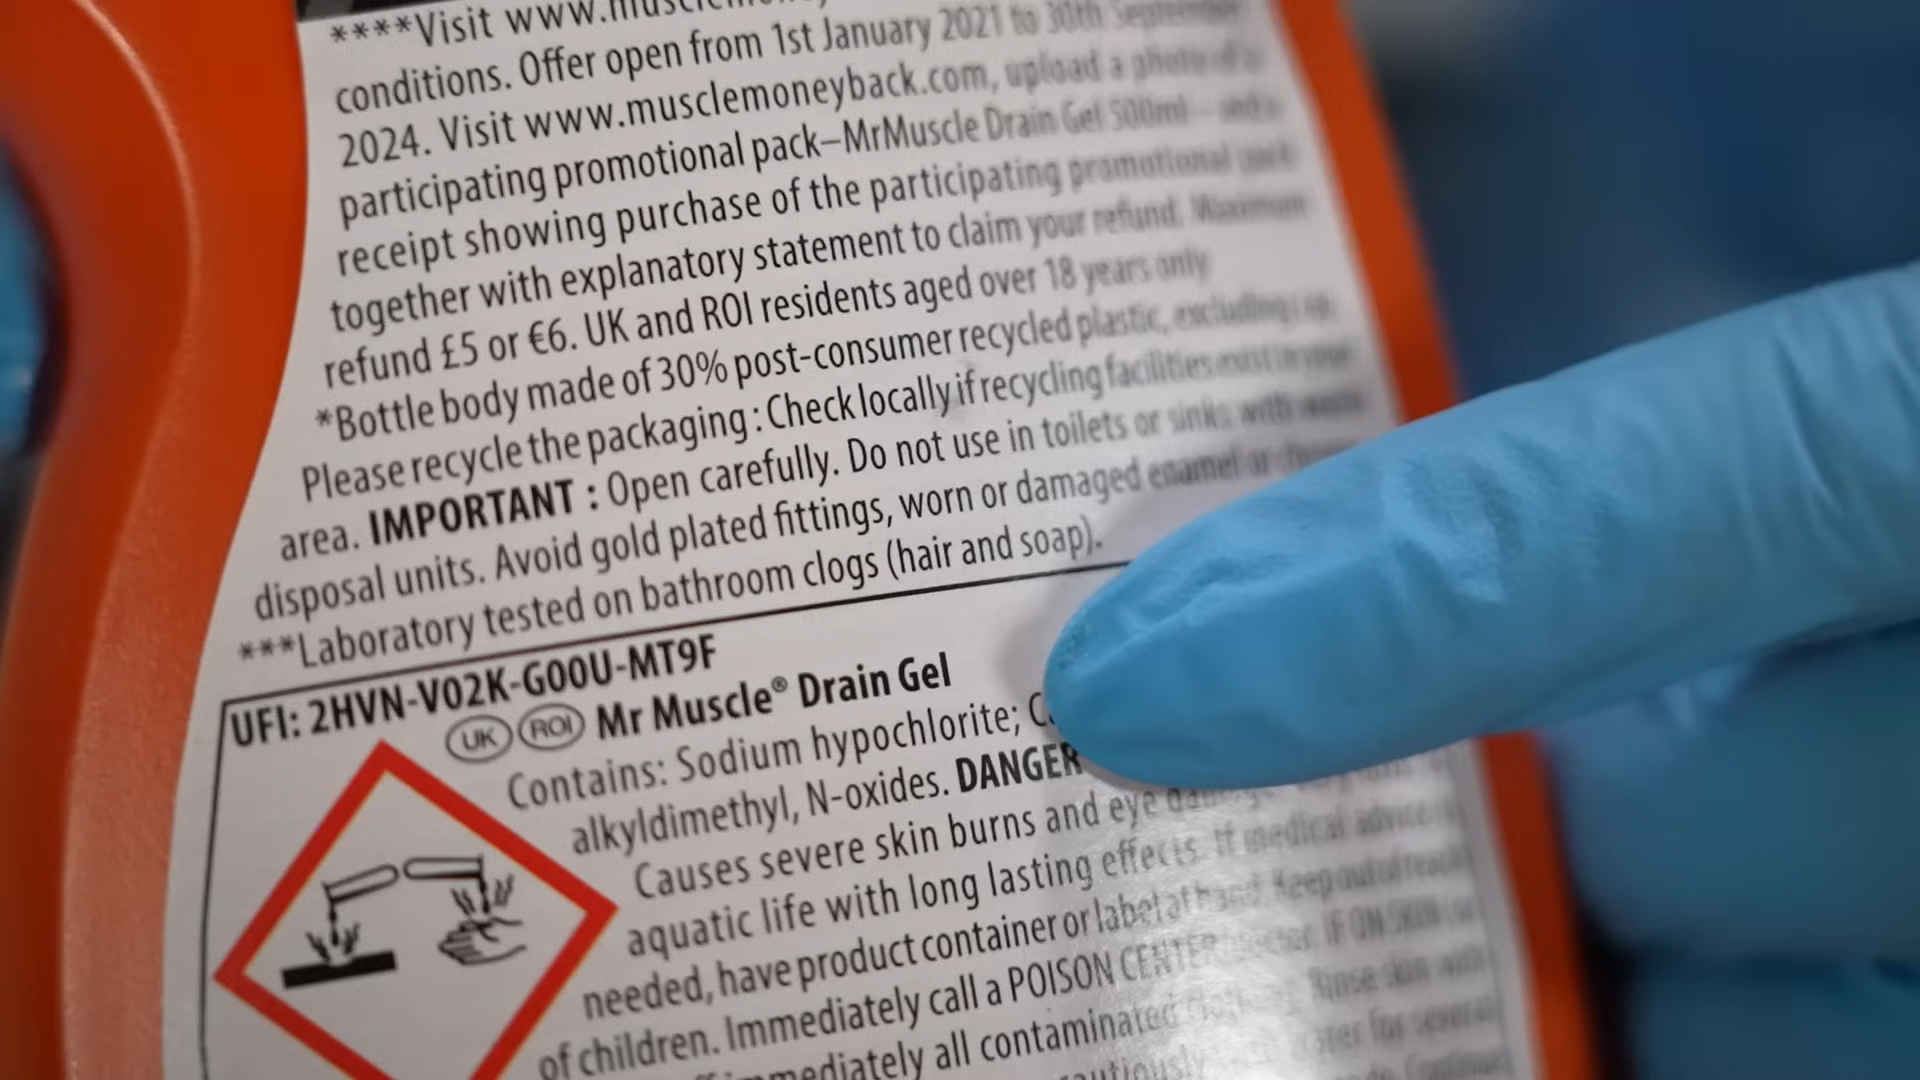 ****Visit www.musclemoney
conditions. Offer open from 1st January 2021 to 30th September
2024. Visit www.musclemoneyback.com, upload a photo of a
participating promotional pack–MrMuscle Drain Gel 500ml – and a
receipt showing purchase of the participating promotional pack
together with explanatory statement to claim your refund. Maximum
refund £5 or €6. UK and ROI residents aged over 18 years only
*Bottle body made of 30% post-consumer recycled plastic, excluding
Please recycle the packaging : Check locally if recycling facilities exist in your
area. IMPORTANT : Open carefully. Do not use in toilets or sinks with waste
disposal units. Avoid gold plated fittings, worn or damaged enamel or
***Laboratory tested on bathroom clogs (hair and soap).
UFI: 2HVN-V02K-G00U-MT9F
UK ROI Mr Muscle® Drain Gel
Contains: Sodium hypochlorite;
alkyldimethyl, N-oxides. DANGER
Causes severe skin burns and eye
aquatic life with long lasting effects. If medical advice is
needed, have product container or label at hand. Keep out of reach
of children. Immediately call a POISON CENTER IF ON SKIN (or
immediately all contaminated Rinse skin with
for several
Continue